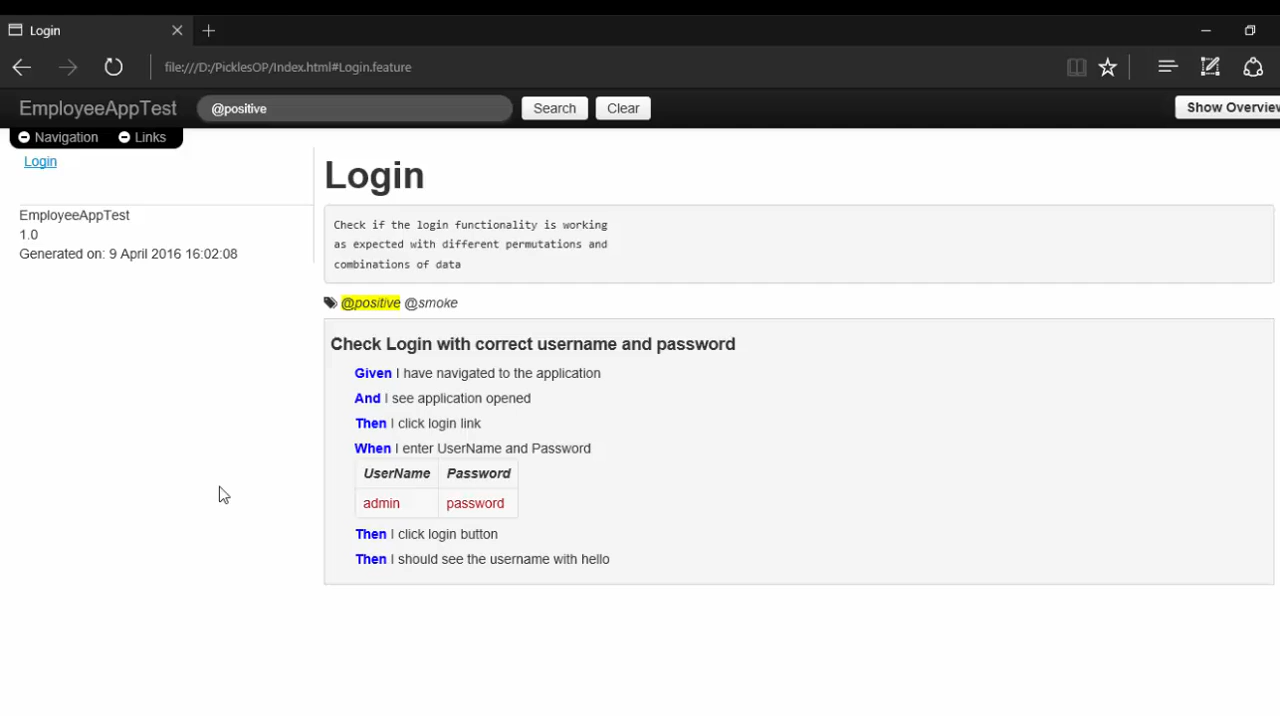 Login
file:///D:/PicklesOP/Index.html#Login.feature
EmployeeAppTest @positive Search Clear Show Overview
Navigation Links
Login
EmployeeAppTest
1.0
Generated on: 9 April 2016 16:02:08
Login
Check if the login functionality is working
as expected with different permutations and
combinations of data
@positive @smoke
Check Login with correct username and password
Given I have navigated to the application
And I see application opened
Then I click login link
When I enter UserName and Password
UserName Password
admin password
Then I click login button
Then I should see the username with hello